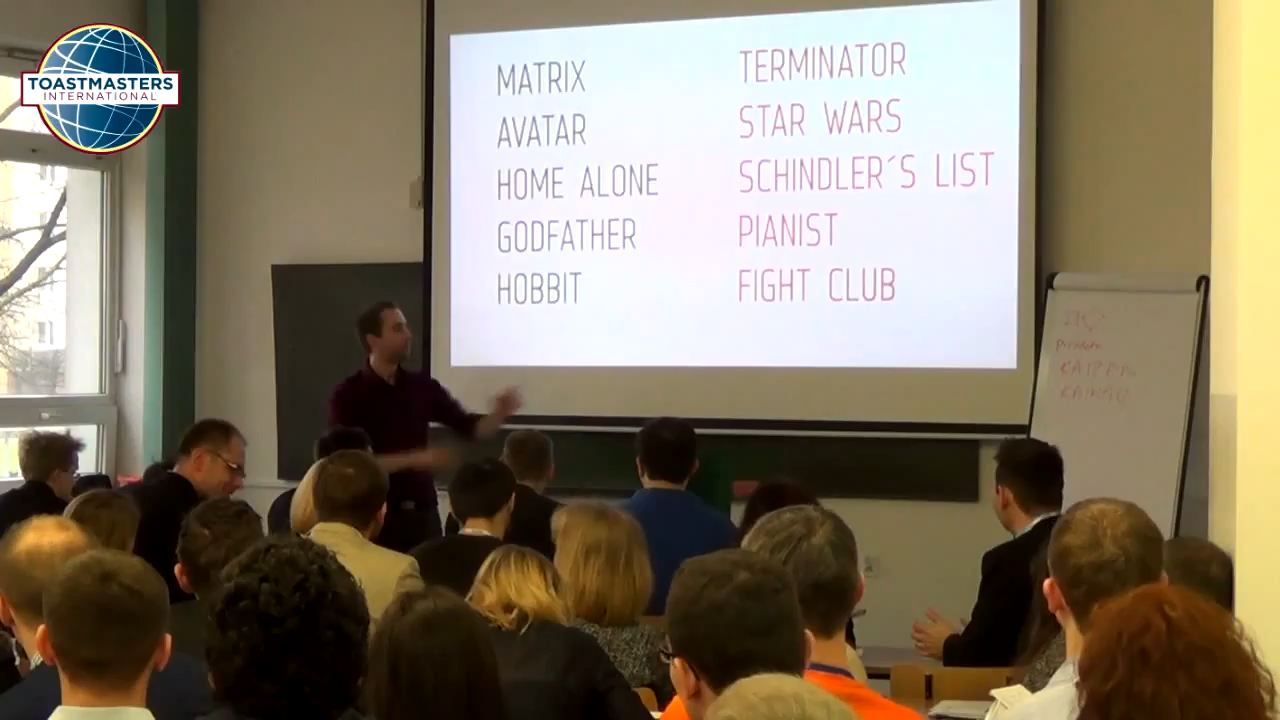 TOASTMASTERS
INTERNATIONAL
MATRIX
AVATAR
HOME ALONE
GODFATHER
HOBBIT
TERMINATOR
STAR WARS
SCHINDLER´S LIST
PIANIST
FIGHT CLUB